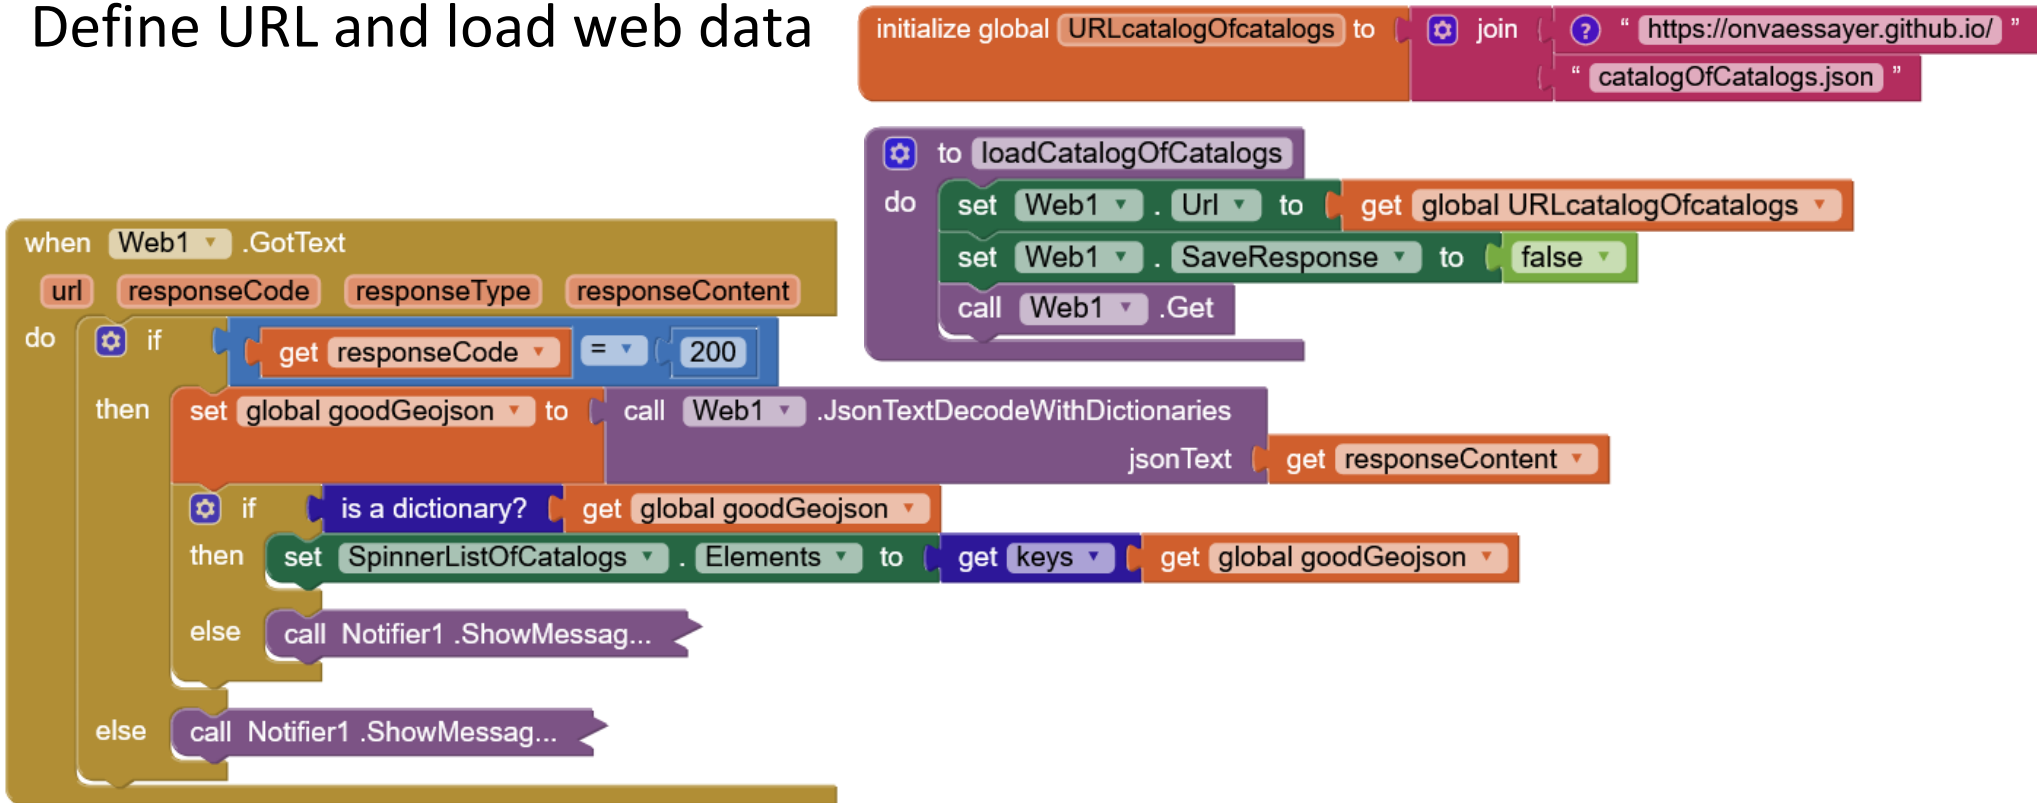 Define URL and load web data
initialize global URLcatalogOfcatalogs to join “ https://onvaessayer.github.io/ ”
“ catalogOfCatalogs.json ”
to loadCatalogOfCatalogs
do set Web1 . Url to get global URLcatalogOfcatalogs
set Web1 . SaveResponse to false
call Web1 .Get
when Web1 .GotText
url responseCode responseType responseContent
do if get responseCode = 200
then set global goodGeojson to call Web1 .JsonTextDecodeWithDictionaries
jsonText get responseContent
if is a dictionary? get global goodGeojson
then set SpinnerListOfCatalogs . Elements to get keys get global goodGeojson
else call Notifier1 .ShowMessag...
else call Notifier1 .ShowMessag...